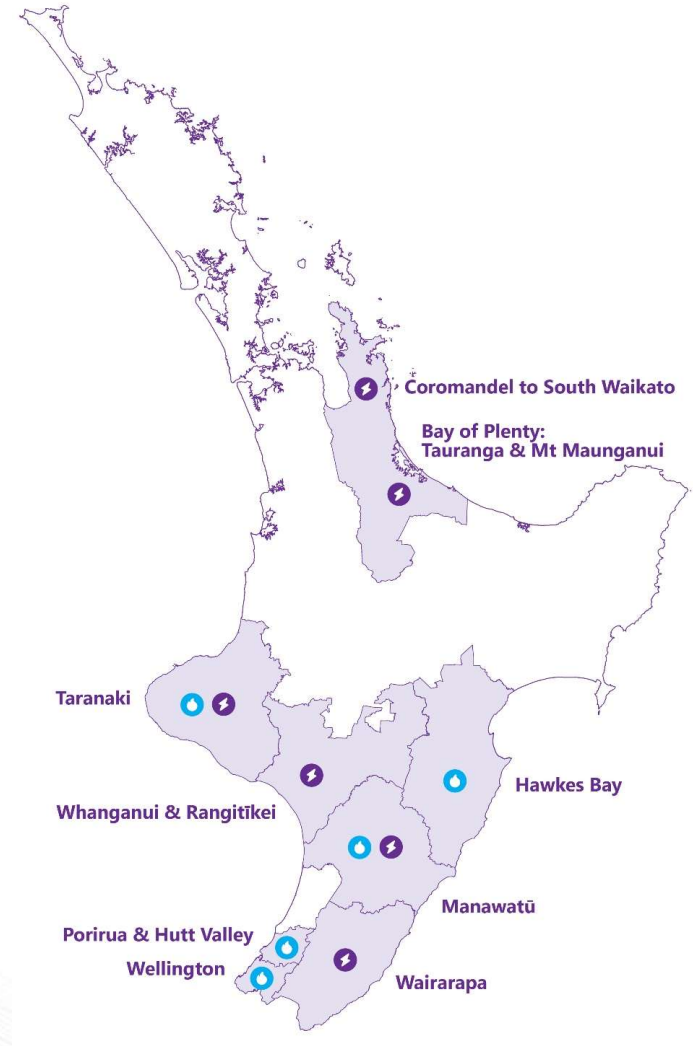 Coromandel to South Waikato
Bay of Plenty:
Tauranga & Mt Maunganui
Taranaki
Hawkes Bay
Whanganui & Rangitīkei
Manawatū
Porirua & Hutt Valley
Wellington
Wairarapa